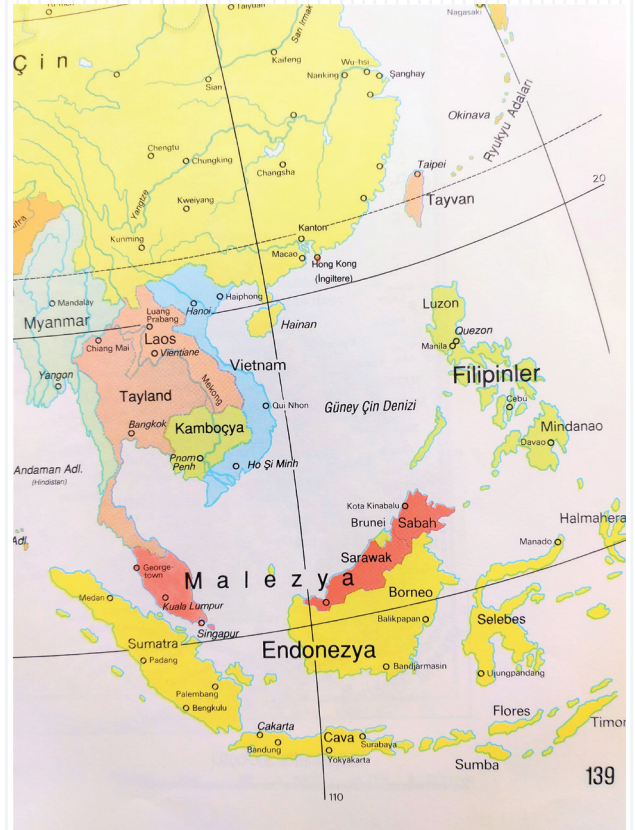 Taiyuan
San Irmak
Nagasaki
Çin
Kaifeng
Wu-hsi
Nanking
Şanghay
Sian
Okinava
Ryukyu Adaları
Chengtu
Chungking
Changsha
Taipei
20
Yangtze
Kweiyang
Tayvan
Kunming
Kanton
Macao
Hong Kong
(İngiltere)
Mandalay
Hanoi
Haiphong
Luzon
Myanmar
Luang
Prabang
Hainan
Laos
Quezon
Chiang Mai
Vientiane
Manila
Yangon
Vietnam
Filipinler
Tayland
Mekong
Qui Nhon
Güney Çin Denizi
Cebu
Bangkok
Kamboçya
Mindanao
Davao
Pnom
Penh
Ho Şi Minh
Andaman Adl.
(Hindistan)
Kota Kinabalu
Brunei
Sabah
Halmahera
Adl.
Manado
Sarawak
George-
town
Malezya
Borneo
Medan
Kuala Lumpur
Balikpapan
Selebes
Singapur
Sumatra
Endonezya
Padang
Bandjarmasin
Ujungpandang
Palembang
Bengkulu
Flores
Timor
Cakarta
Cava
Surabaya
Bandung
Yokyakarta
Sumba
139
110